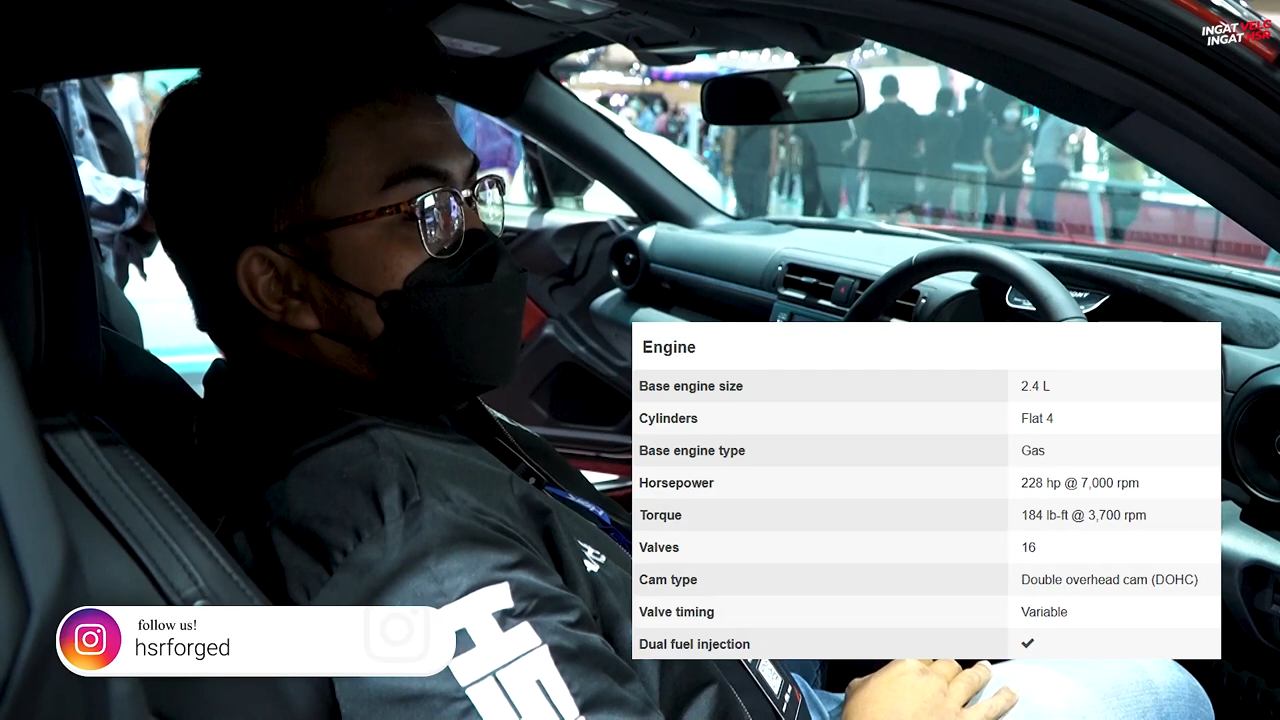 INGAT VELG
INGAT HSR
Engine
Base engine size 2.4 L
Cylinders Flat 4
Base engine type Gas
Horsepower 228 hp @ 7,000 rpm
Torque 184 lb-ft @ 3,700 rpm
Valves 16
Cam type Double overhead cam (DOHC)
Valve timing Variable
Dual fuel injection ✔
follow us!
hsrforged